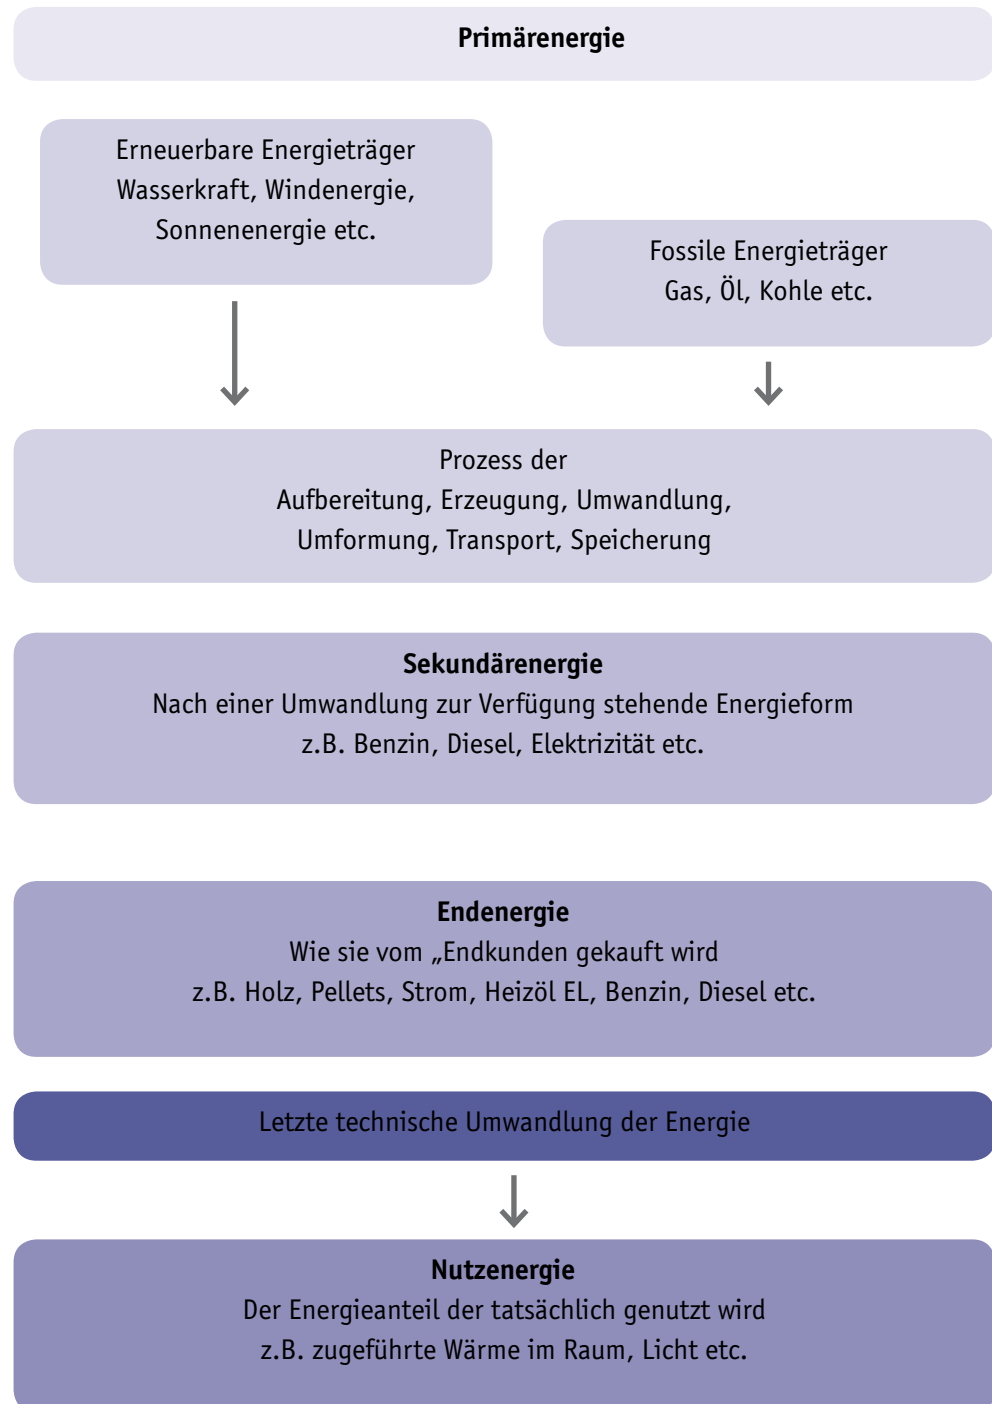 Primärenergie
Erneuerbare Energieträger
Wasserkraft, Windenergie,
Sonnenenergie etc.
Fossile Energieträger
Gas, Öl, Kohle etc.
Prozess der
Aufbereitung, Erzeugung, Umwandlung,
Umformung, Transport, Speicherung
Sekundärenergie
Nach einer Umwandlung zur Verfügung stehende Energieform
z.B. Benzin, Diesel, Elektrizität etc.
Endenergie
Wie sie vom „Endkunden gekauft wird
z.B. Holz, Pellets, Strom, Heizöl EL, Benzin, Diesel etc.
Letzte technische Umwandlung der Energie
Nutzenergie
Der Energieanteil der tatsächlich genutzt wird
z.B. zugeführte Wärme im Raum, Licht etc.